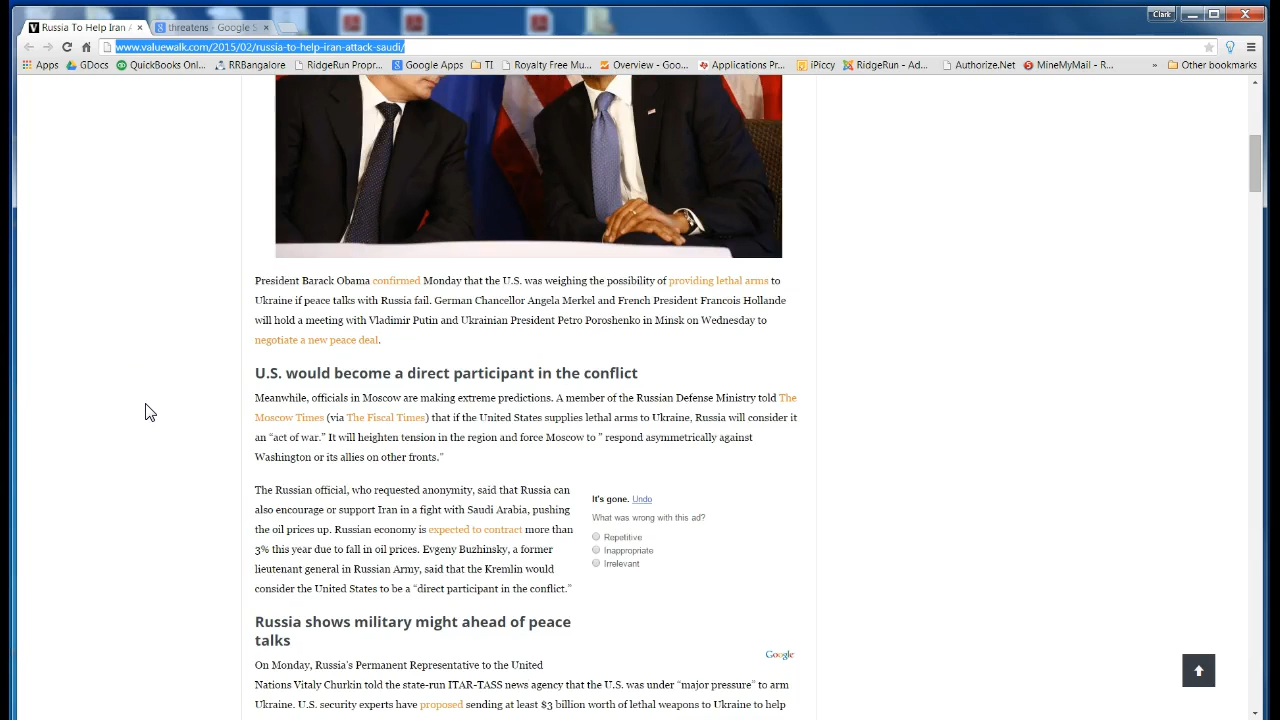 Russia To Help Iran A
threatens - Google S
Clark
www.valuewalk.com/2015/02/russia-to-help-iran-attack-saudi/
Apps GDocs QuickBooks Onl... RRBangalore RidgeRun Propr... Google Apps TI Royalty Free Mu... Overview - Goo... Applications Pr... iPiccy RidgeRun - Ad... Authorize.Net MineMyMail - R... » Other bookmarks
President Barack Obama confirmed Monday that the U.S. was weighing the possibility of providing lethal arms to
Ukraine if peace talks with Russia fail. German Chancellor Angela Merkel and French President Francois Hollande
will hold a meeting with Vladimir Putin and Ukrainian President Petro Poroshenko in Minsk on Wednesday to
negotiate a new peace deal.
U.S. would become a direct participant in the conflict
Meanwhile, officials in Moscow are making extreme predictions. A member of the Russian Defense Ministry told The
Moscow Times (via The Fiscal Times) that if the United States supplies lethal arms to Ukraine, Russia will consider it
an “act of war.” It will heighten tension in the region and force Moscow to ” respond asymmetrically against
Washington or its allies on other fronts.”
The Russian official, who requested anonymity, said that Russia can
also encourage or support Iran in a fight with Saudi Arabia, pushing
the oil prices up. Russian economy is expected to contract more than
3% this year due to fall in oil prices. Evgeny Buzhinsky, a former
lieutenant general in Russian Army, said that the Kremlin would
consider the United States to be a “direct participant in the conflict.”
It's gone. Undo
What was wrong with this ad?
Repetitive
Inappropriate
Irrelevant
Russia shows military might ahead of peace
talks
Google
On Monday, Russia’s Permanent Representative to the United
Nations Vitaly Churkin told the state-run ITAR-TASS news agency that the U.S. was under “major pressure” to arm
Ukraine. U.S. security experts have proposed sending at least $3 billion worth of lethal weapons to Ukraine to help